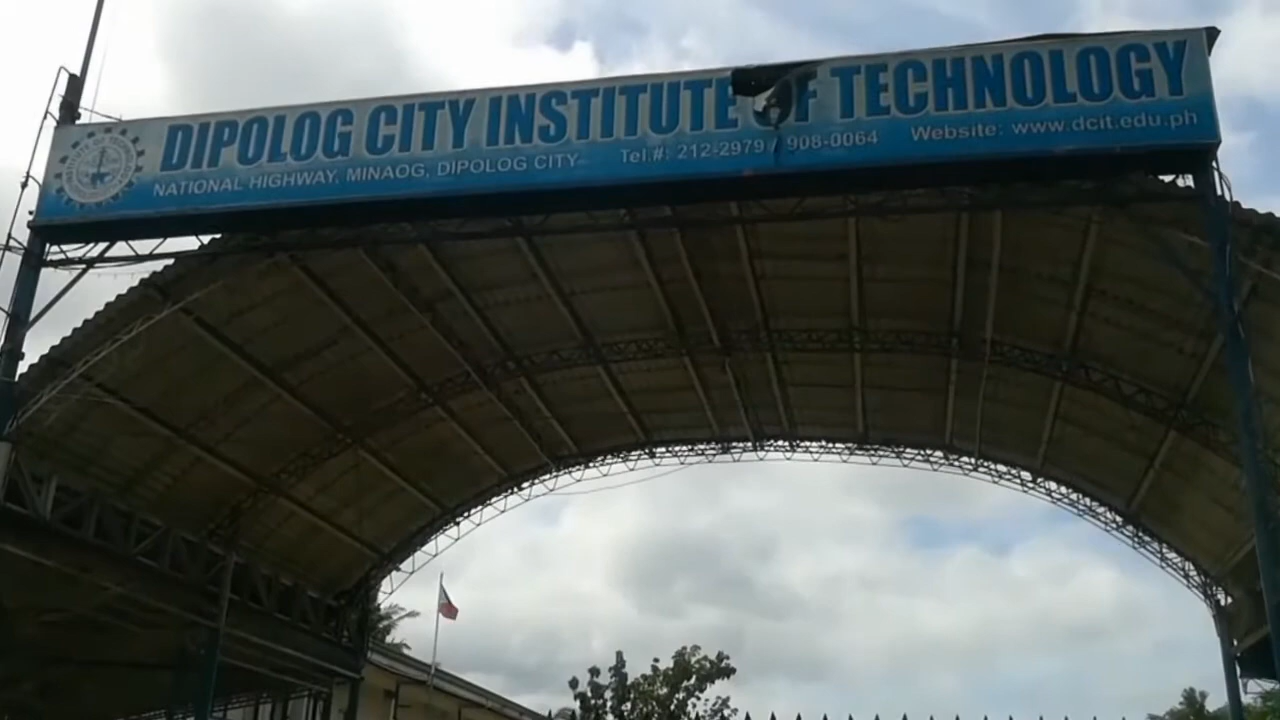 DIPOLOG CITY INSTITUTE OF TECHNOLOGY
NATIONAL HIGHWAY, MINAOG, DIPOLOG CITY Tel.#: 212-2979 / 908-0064 Website: www.dcit.edu.ph